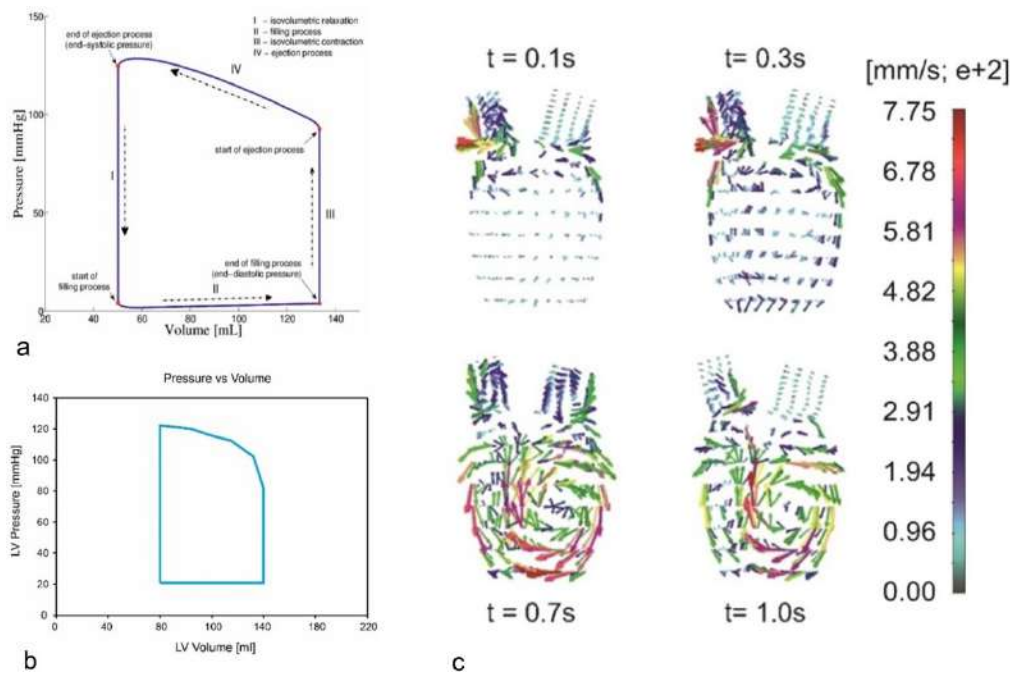 150
100
50
0
Pressure [mmHg]
20
40
60
80
100
120
140
Volume [mL]
end of ejection process
(end–systolic pressure)
I – isovolumetric relaxation
II – filling process
III – isovolumetric contraction
IV – ejection process
IV
start of ejection process
I
III
end of filling process
(end–diastolic pressure)
start of
filling process
II
a
Pressure vs Volume
140
120
100
80
60
40
20
0
LV Pressure [mmHg]
0
40
60
100
140
180
220
LV Volume [ml]
b
t = 0.1s
t = 0.3s
[mm/s; e+2]
7.75
6.78
5.81
4.82
3.88
2.91
1.94
0.96
0.00
t = 0.7s
t= 1.0s
c